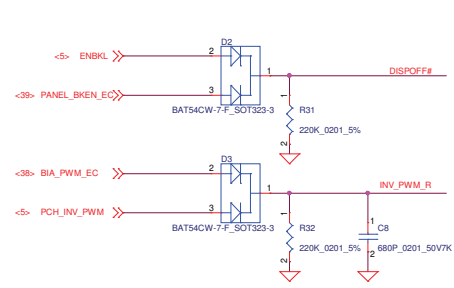 D2
<5> ENBKL
2
1
DISPOFF#
<39> PANEL_BKEN_EC
3
BAT54CW-7-F_SOT323-3
1
R31
220K_0201_5%
2
D3
<38> BIA_PWM_EC
2
1
INV_PWM_R
<5> PCH_INV_PWM
3
BAT54CW-7-F_SOT323-3
1
R32
220K_0201_5%
2
1
C8
680P_0201_50V7K
2